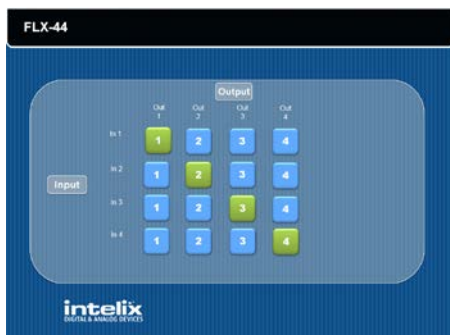 FLX-44
Output
Out 1 Out 2 Out 3 Out 4
In 1 1 2 3 4
In 2 1 2 3 4
Input
In 3 1 2 3 4
In 4 1 2 3 4
intelix
DIGITAL & ANALOG DEVICES